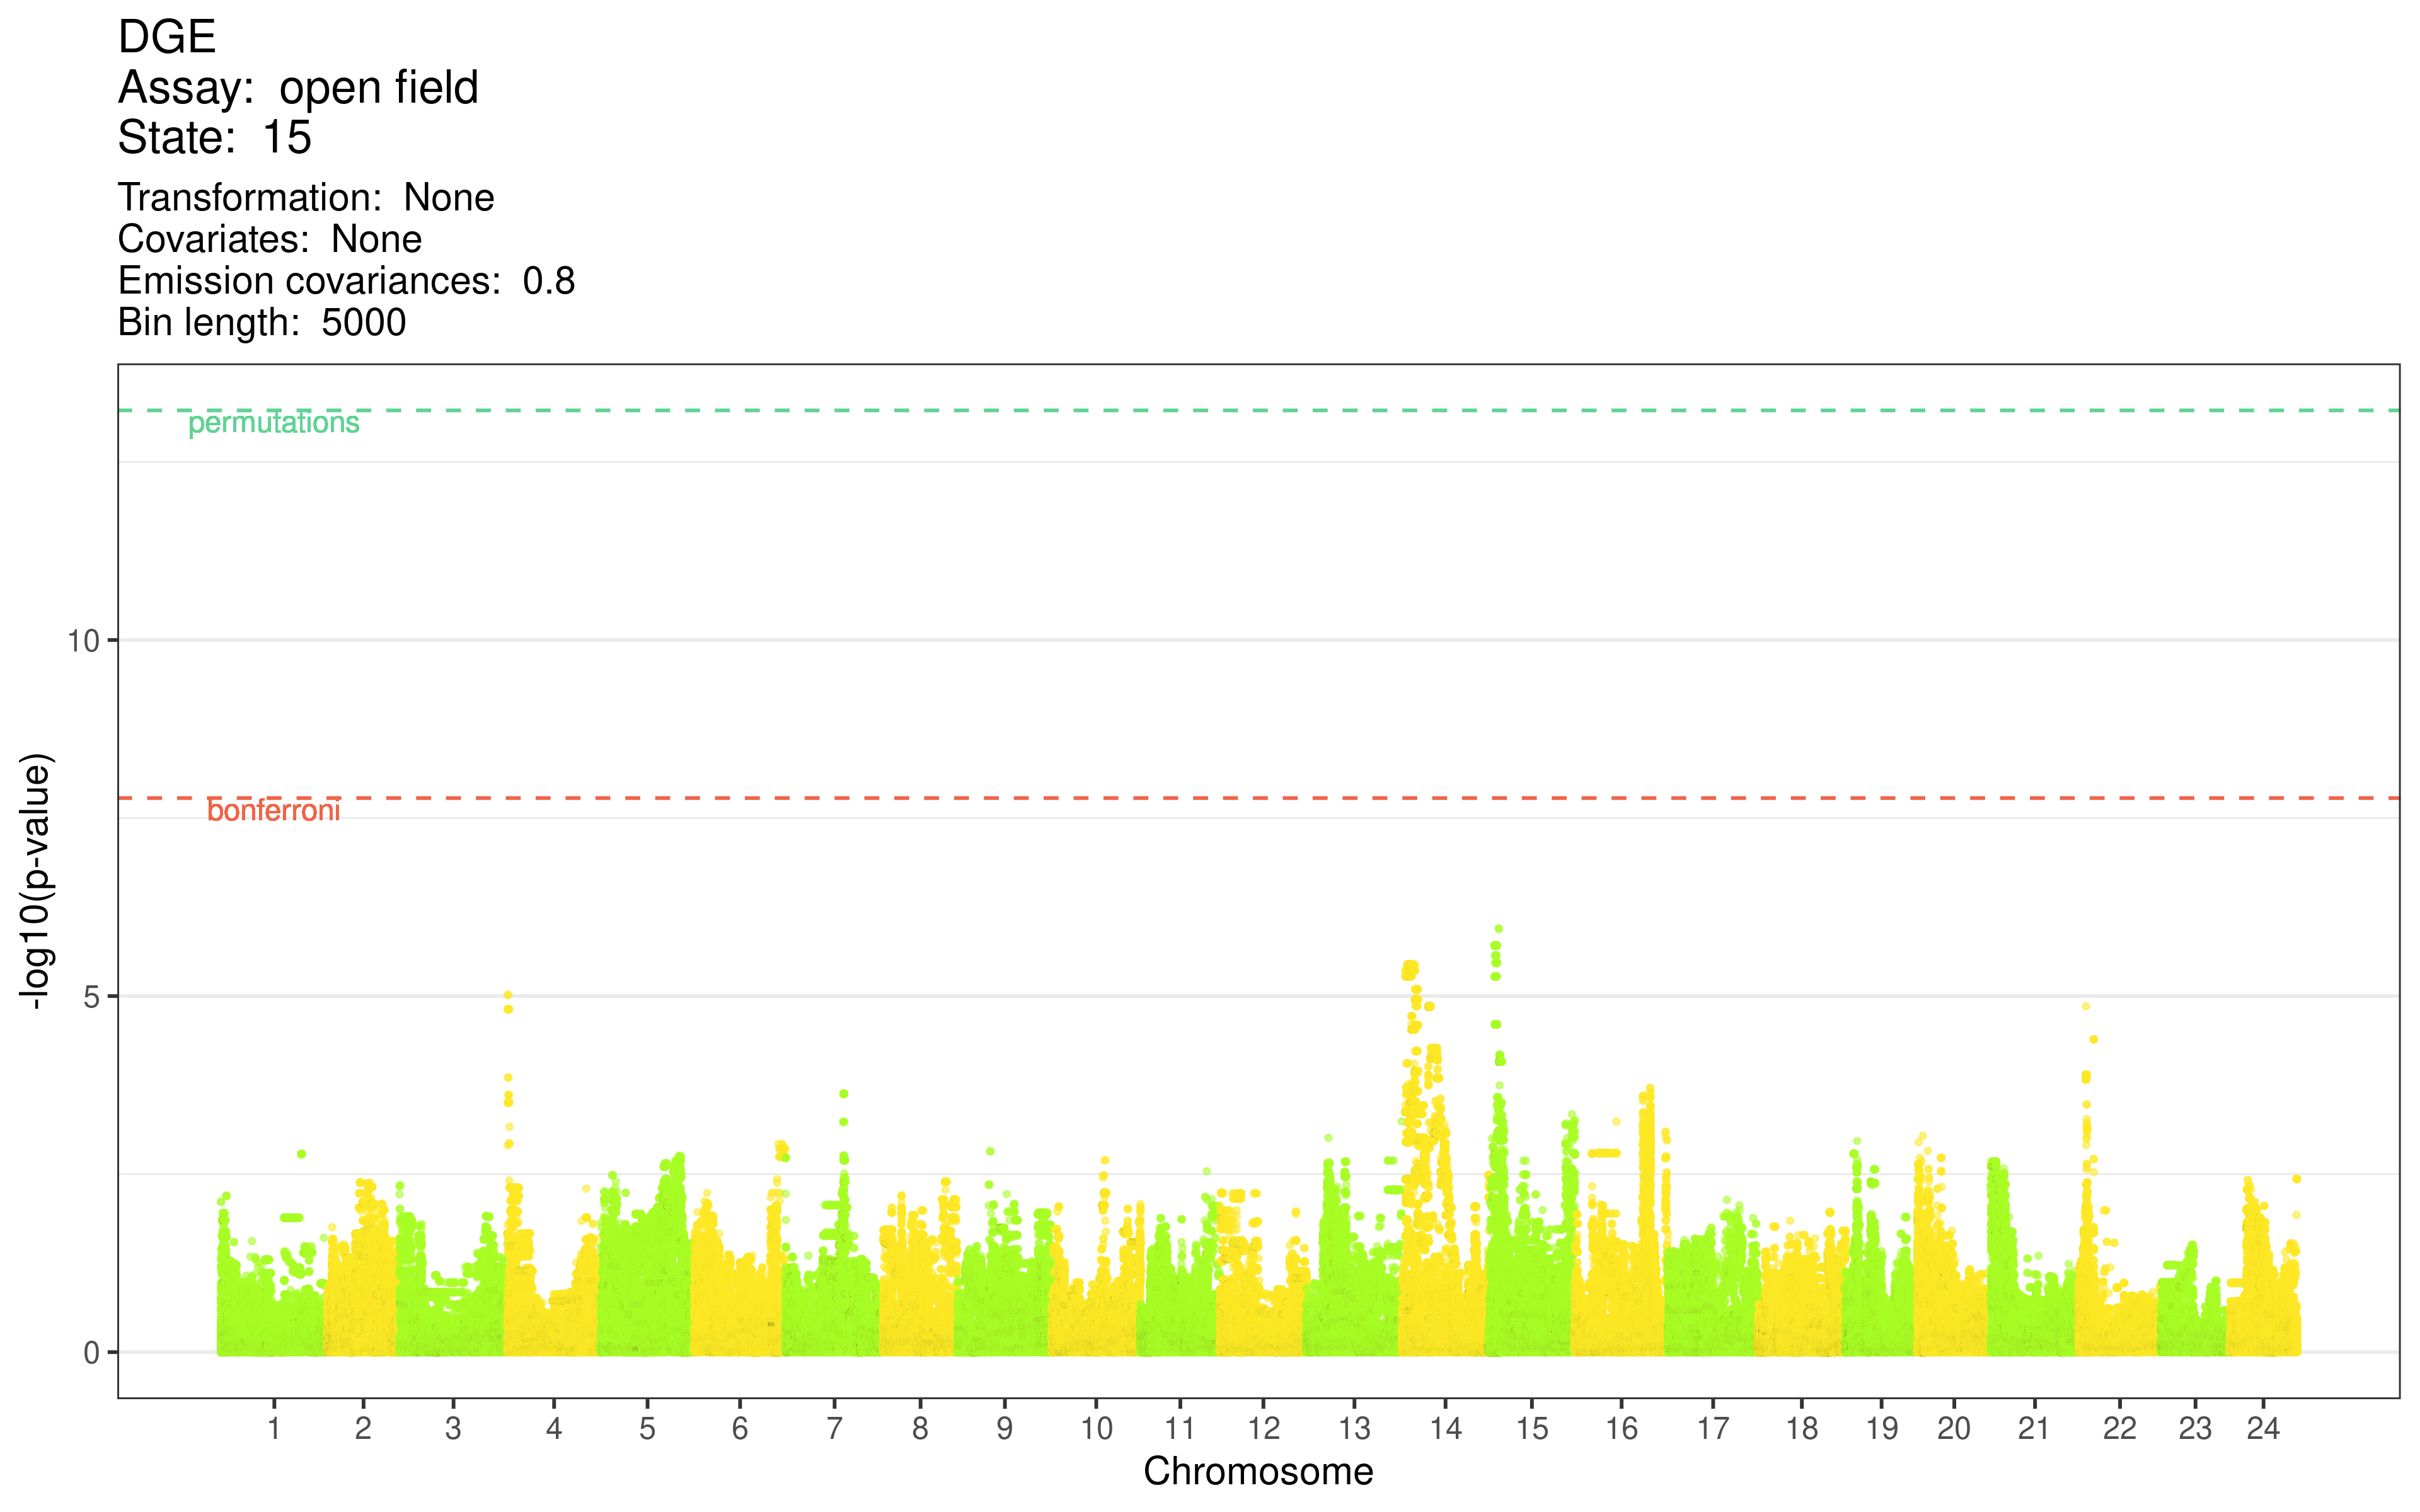 DGE
Assay:  open field
State:  15
Transformation:  None
Covariates:  None
Emission covariances:  0.8
Bin length:  5000
permutations
10
bonferroni
5
0
-log10(p-value)
1 2 3 4 5 6 7 8 9 10 11 12 13 14 15 16 17 18 19 20 21 22 23 24
Chromosome